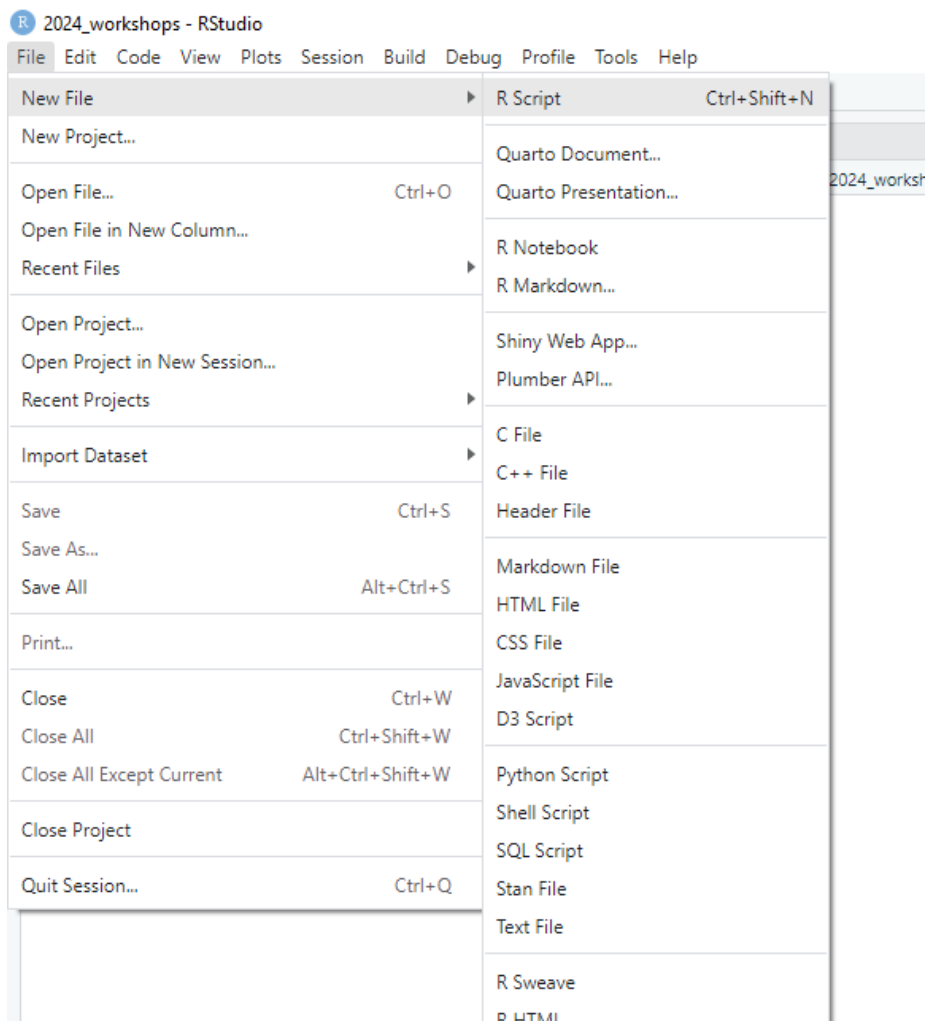 R 2024_workshops - RStudio
File Edit Code View Plots Session Build Debug Profile Tools Help
New File
New Project...
Open File... Ctrl+O
Open File in New Column...
Recent Files
Open Project...
Open Project in New Session...
Recent Projects
Import Dataset
Save Ctrl+S
Save As...
Save All Alt+Ctrl+S
Print...
Close Ctrl+W
Close All Ctrl+Shift+W
Close All Except Current Alt+Ctrl+Shift+W
Close Project
Quit Session... Ctrl+Q
R Script Ctrl+Shift+N
Quarto Document...
Quarto Presentation...
R Notebook
R Markdown...
Shiny Web App...
Plumber API...
C File
C++ File
Header File
Markdown File
HTML File
CSS File
JavaScript File
D3 Script
Python Script
Shell Script
SQL Script
Stan File
Text File
R Sweave
R HTML
2024_worksh